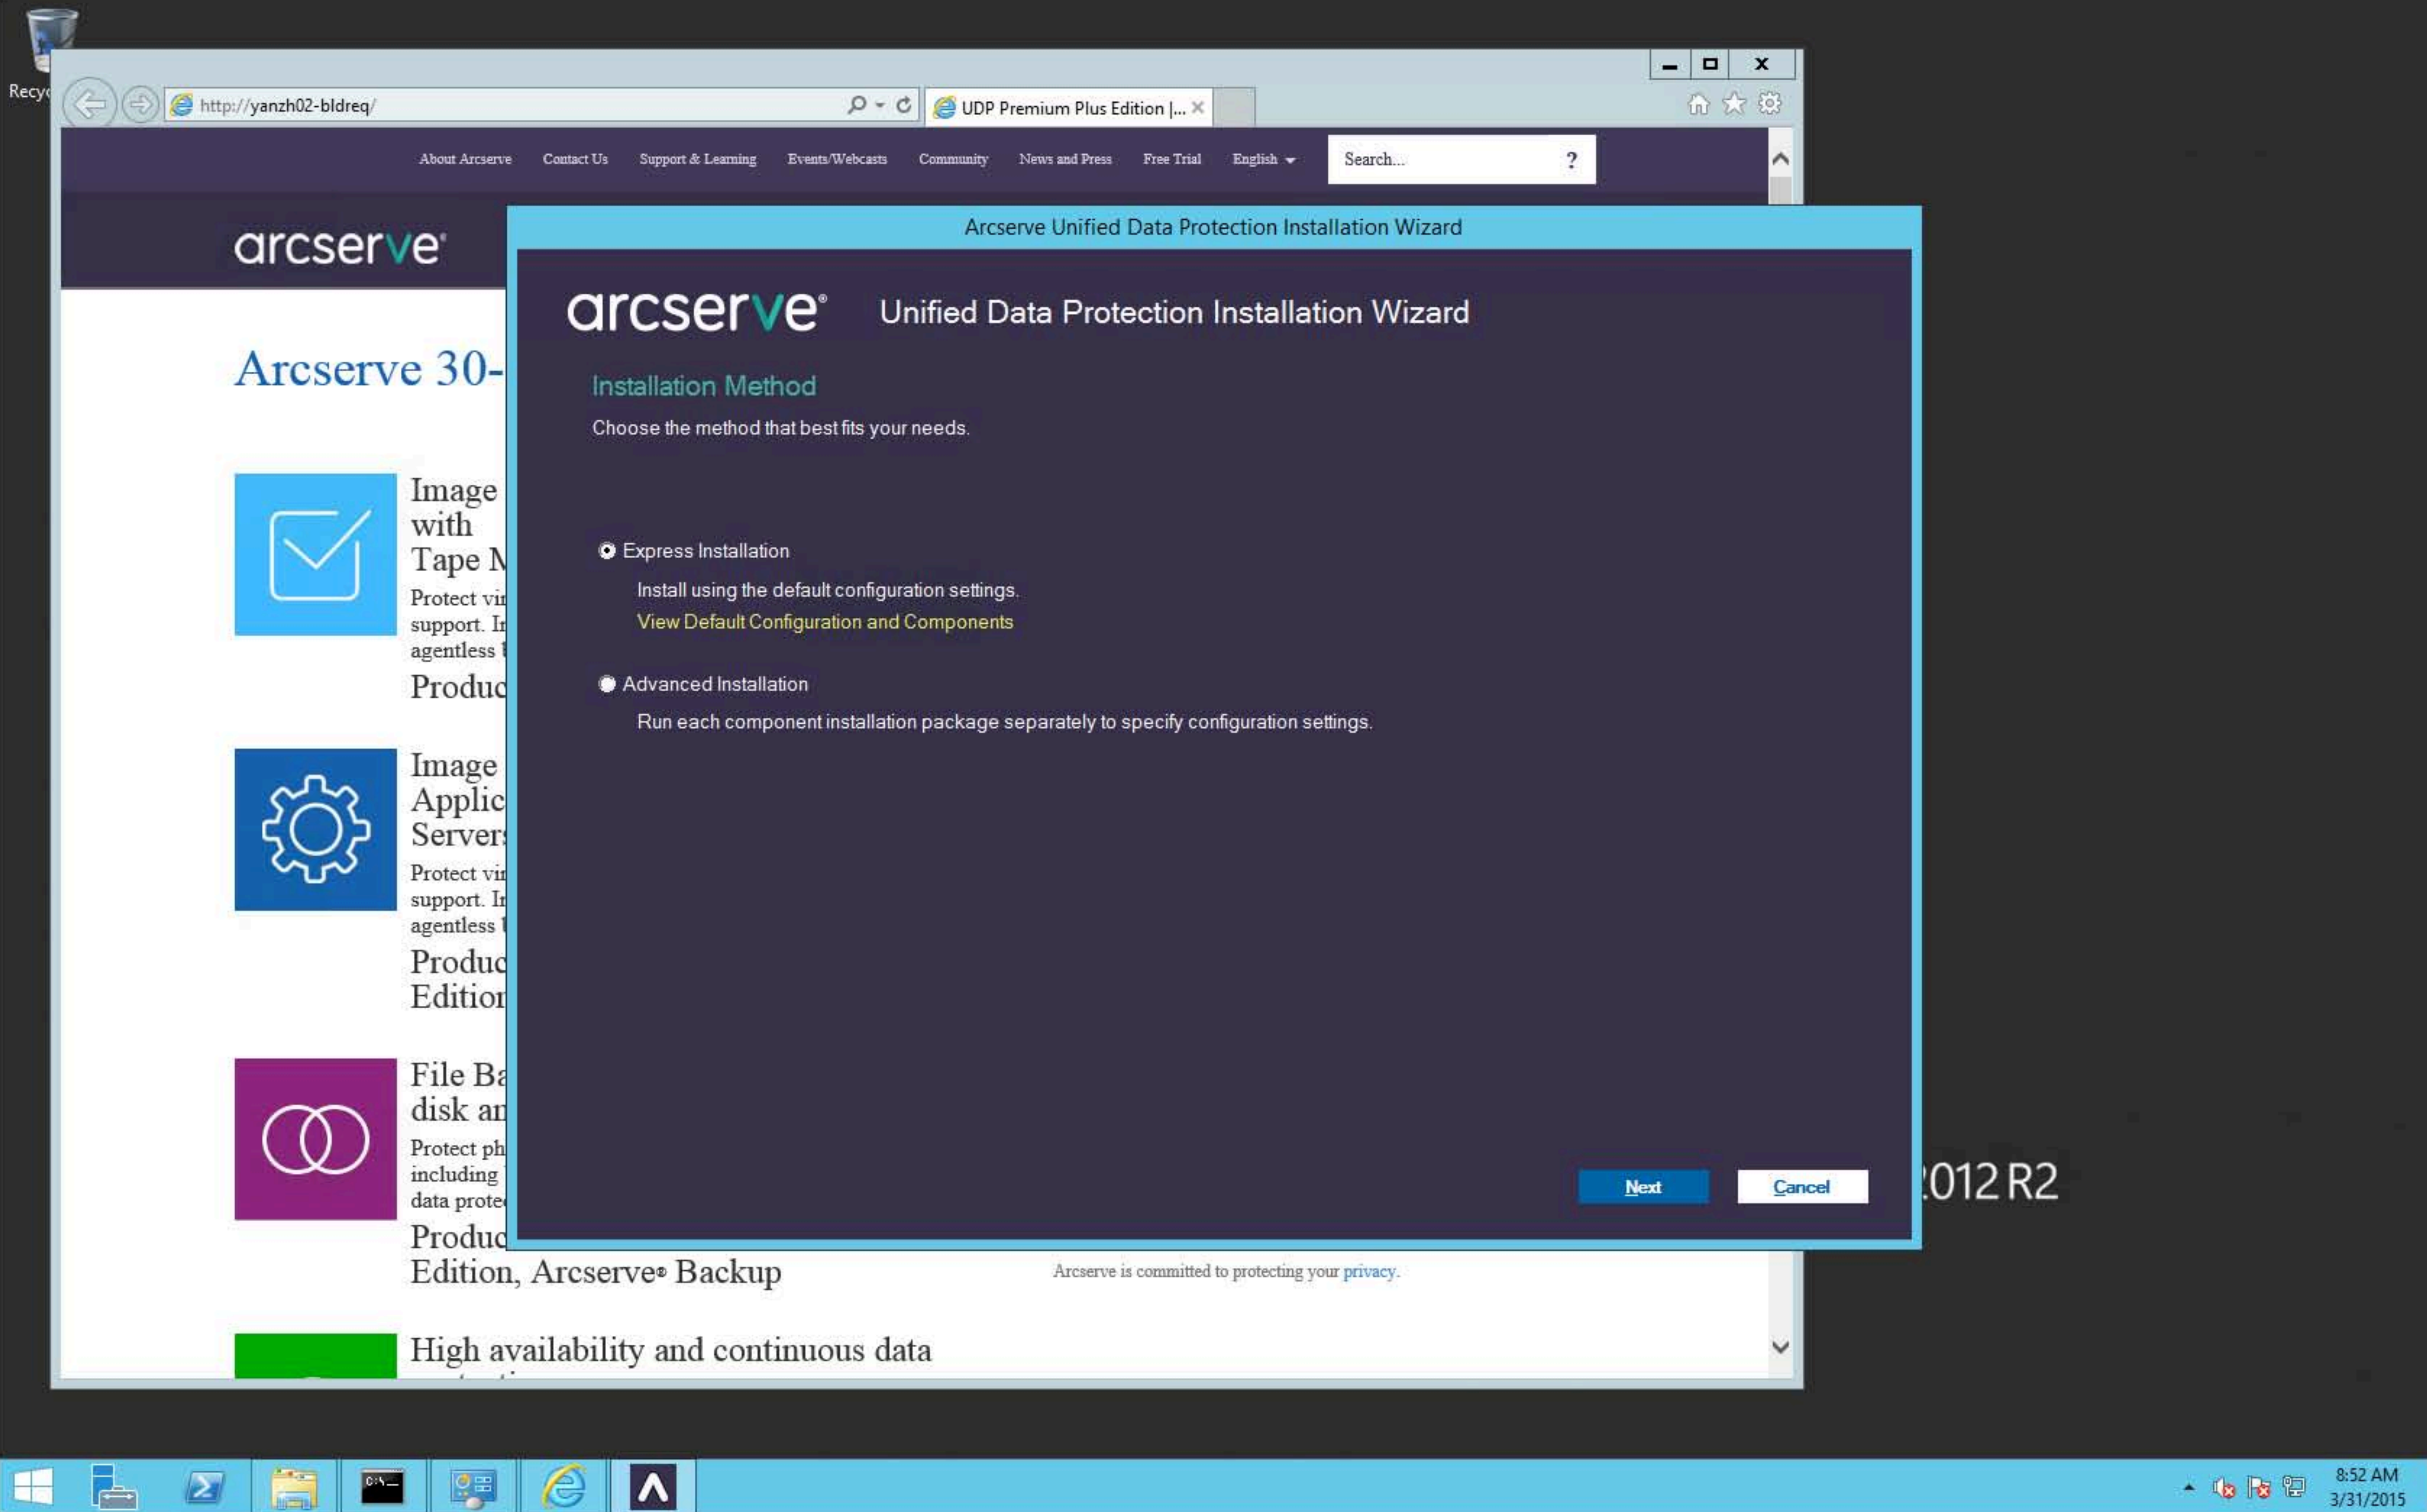 Recyc
http://yanzh02-bldreq/
UDP Premium Plus Edition |...
About Arcserve Contact Us Support & Learning Events/Webcasts Community News and Press Free Trial English Search... ?
arcserve
Arcserve Unified Data Protection Installation Wizard
arcserve® Unified Data Protection Installation Wizard
Arcserve 30-
Installation Method
Choose the method that best fits your needs.
Image
with
Tape M
Protect vir
support. In
agentless
Produc
Express Installation
Install using the default configuration settings.
View Default Configuration and Components
Advanced Installation
Run each component installation package separately to specify configuration settings.
Image
Applic
Servers
Protect vir
support. In
agentless
Produc
Edition
File Ba
disk an
Protect ph
including
data prote
Produc
Edition, Arcserve® Backup
Next Cancel
2012 R2
Arcserve is committed to protecting your privacy.
High availability and continuous data
C:\_
8:52 AM
3/31/2015